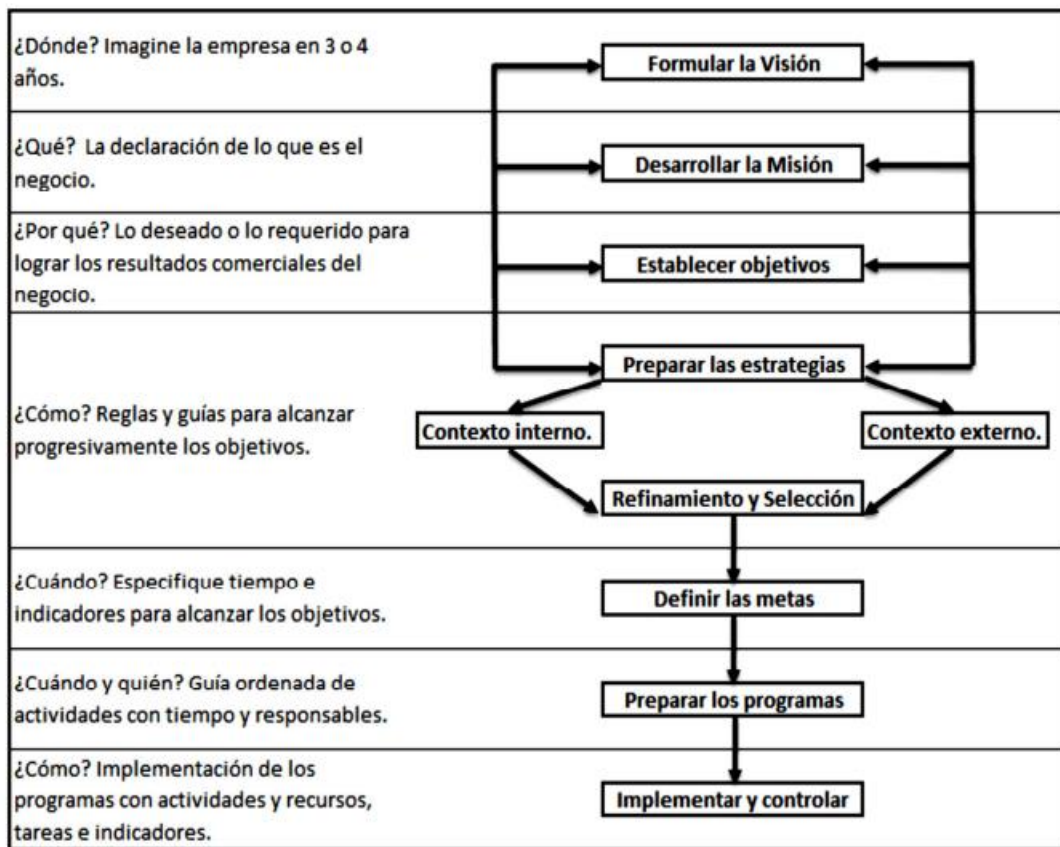 ¿Dónde? Imagine la empresa en 3 o 4
años.
Formular la Visión
¿Qué? La declaración de lo que es el
negocio.
Desarrollar la Misión
¿Por qué? Lo deseado o lo requerido para
lograr los resultados comerciales del
negocio.
Establecer objetivos
¿Cómo? Reglas y guías para alcanzar
progresivamente los objetivos.
Preparar las estrategias
Contexto interno.
Contexto externo.
Refinamiento y Selección
¿Cuándo? Especifique tiempo e
indicadores para alcanzar los objetivos.
Definir las metas
¿Cuándo y quién? Guía ordenada de
actividades con tiempo y responsables.
Preparar los programas
¿Cómo? Implementación de los
programas con actividades y recursos,
tareas e indicadores.
Implementar y controlar